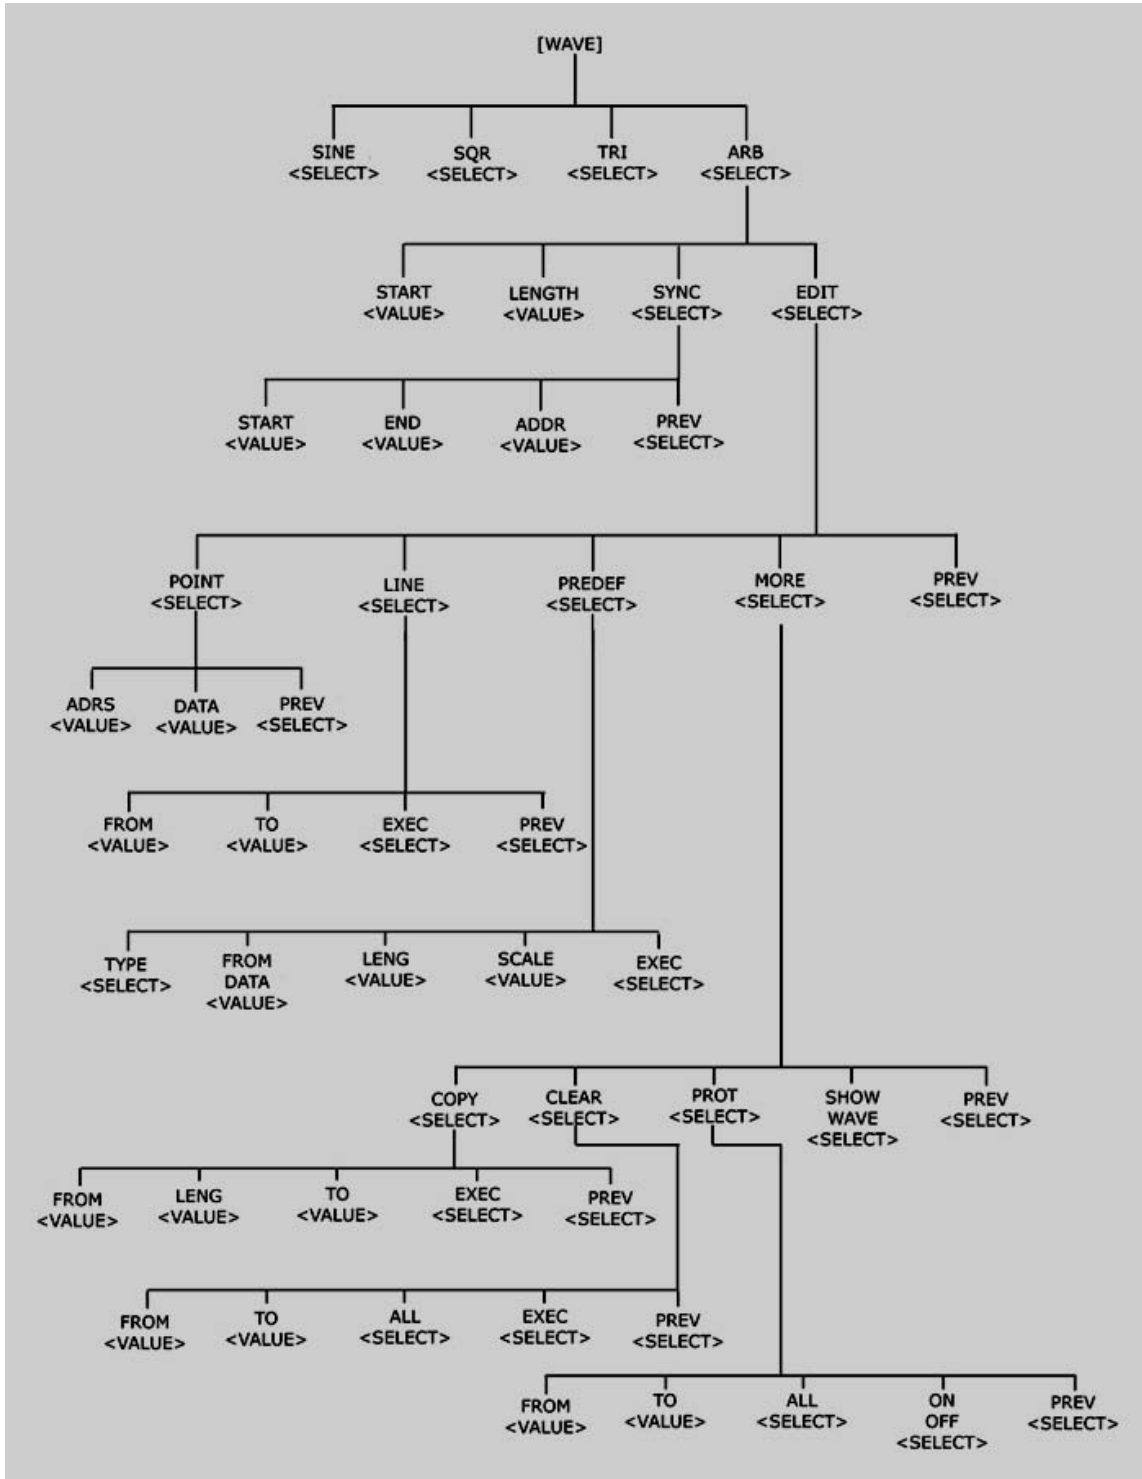 [WAVE]
SINE
<SELECT>
SQR
<SELECT>
TRI
<SELECT>
ARB
<SELECT>
START
<VALUE>
LENGTH
<VALUE>
SYNC
<SELECT>
EDIT
<SELECT>
START
<VALUE>
END
<VALUE>
ADDR
<VALUE>
PREV
<SELECT>
POINT
<SELECT>
LINE
<SELECT>
PREDEF
<SELECT>
MORE
<SELECT>
PREV
<SELECT>
ADRS
<VALUE>
DATA
<VALUE>
PREV
<SELECT>
FROM
<VALUE>
TO
<VALUE>
EXEC
<SELECT>
PREV
<SELECT>
TYPE
<SELECT>
FROM
DATA
<VALUE>
LENG
<VALUE>
SCALE
<VALUE>
EXEC
<SELECT>
COPY
<SELECT>
CLEAR
<SELECT>
PROT
<SELECT>
SHOW
WAVE
<SELECT>
PREV
<SELECT>
FROM
<VALUE>
LENG
<VALUE>
TO
<VALUE>
EXEC
<SELECT>
PREV
<SELECT>
FROM
<VALUE>
TO
<VALUE>
ALL
<SELECT>
EXEC
<SELECT>
PREV
<SELECT>
FROM
<VALUE>
TO
<VALUE>
ALL
<SELECT>
ON
OFF
<SELECT>
PREV
<SELECT>